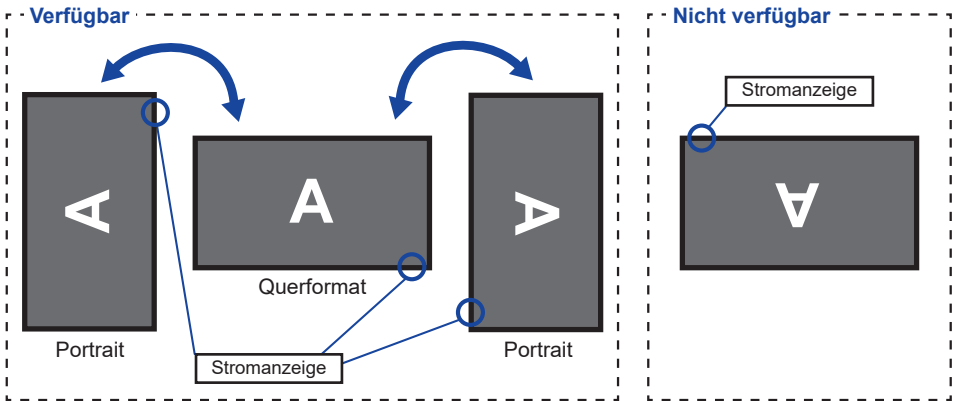 Verfügbar
Nicht verfügbar
Stromanzeige
A
A
A
A
Querformat
Portrait
Portrait
Stromanzeige